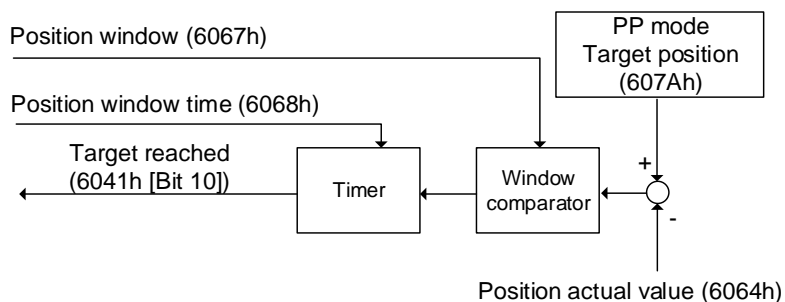 Position window (6067h)
PP mode
Target position
(607Ah)
Position window time (6068h)
Target reached
(6041h [Bit 10])
Timer
Window
comparator
+
-
Position actual value (6064h)